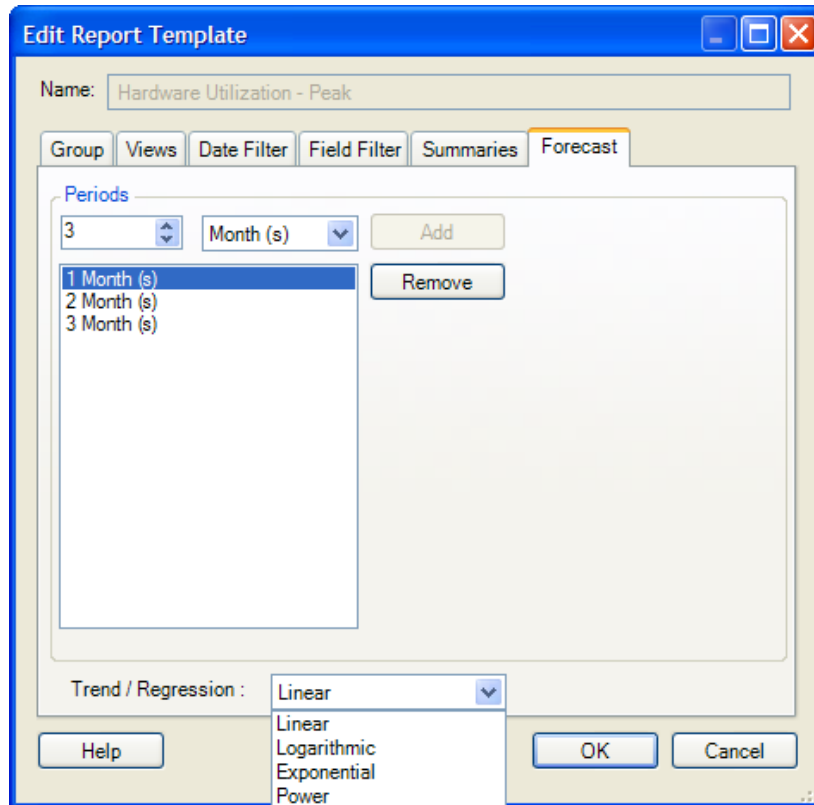 Edit Report Template
Name: Hardware Utilization - Peak
Group Views Date Filter Field Filter Summaries Forecast
Periods
3 Month (s) Add
1 Month (s) Remove
2 Month (s)
3 Month (s)
Trend / Regression : Linear
Linear
Logarithmic
Help Exponential OK Cancel
Power